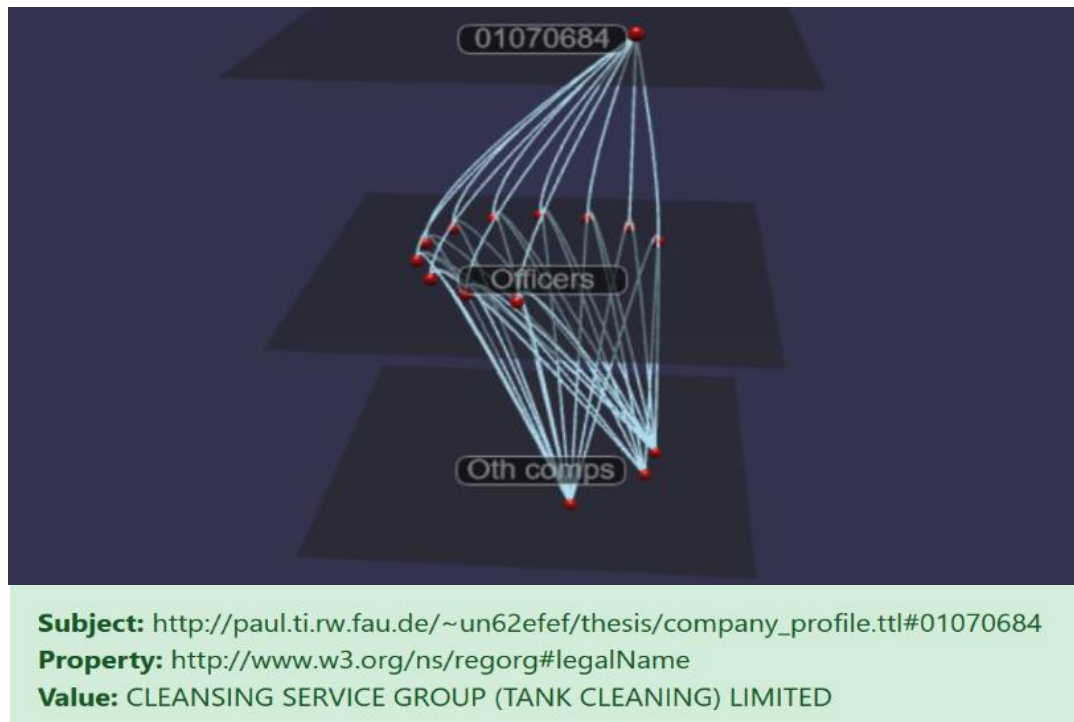 01070684
Officers
Oth comps
Subject: http://paul.ti.rw.fau.de/~un62efef/thesis/company_profile.ttl#01070684
Property: http://www.w3.org/ns/regorg#legalName
Value: CLEANSING SERVICE GROUP (TANK CLEANING) LIMITED